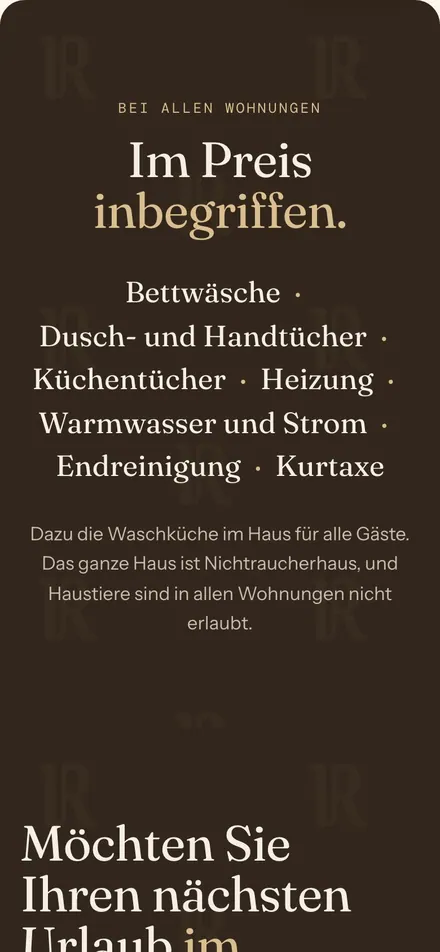 BEI ALLEN WOHNUNGEN
Im Preis
inbegriffen.
Bettwäsche ·
Dusch- und Handtücher ·
Küchentücher · Heizung ·
Warmwasser und Strom ·
Endreinigung · Kurtaxe
Dazu die Waschküche im Haus für alle Gäste.
Das ganze Haus ist Nichtraucherhaus, und
Haustiere sind in allen Wohnungen nicht
erlaubt.
Möchten Sie
Ihren nächsten
Urlaub im